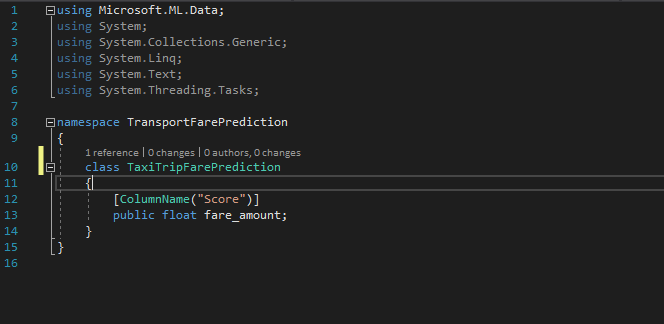 1 using Microsoft.ML.Data;
2 using System;
3 using System.Collections.Generic;
4 using System.Linq;
5 using System.Text;
6 using System.Threading.Tasks;
7
8 namespace TransportFarePrediction
9 {
1 reference | 0 changes | 0 authors, 0 changes
10 class TaxiTripFarePrediction
11 {
12 [ColumnName("Score")]
13 public float fare_amount;
14 }
15 }
16